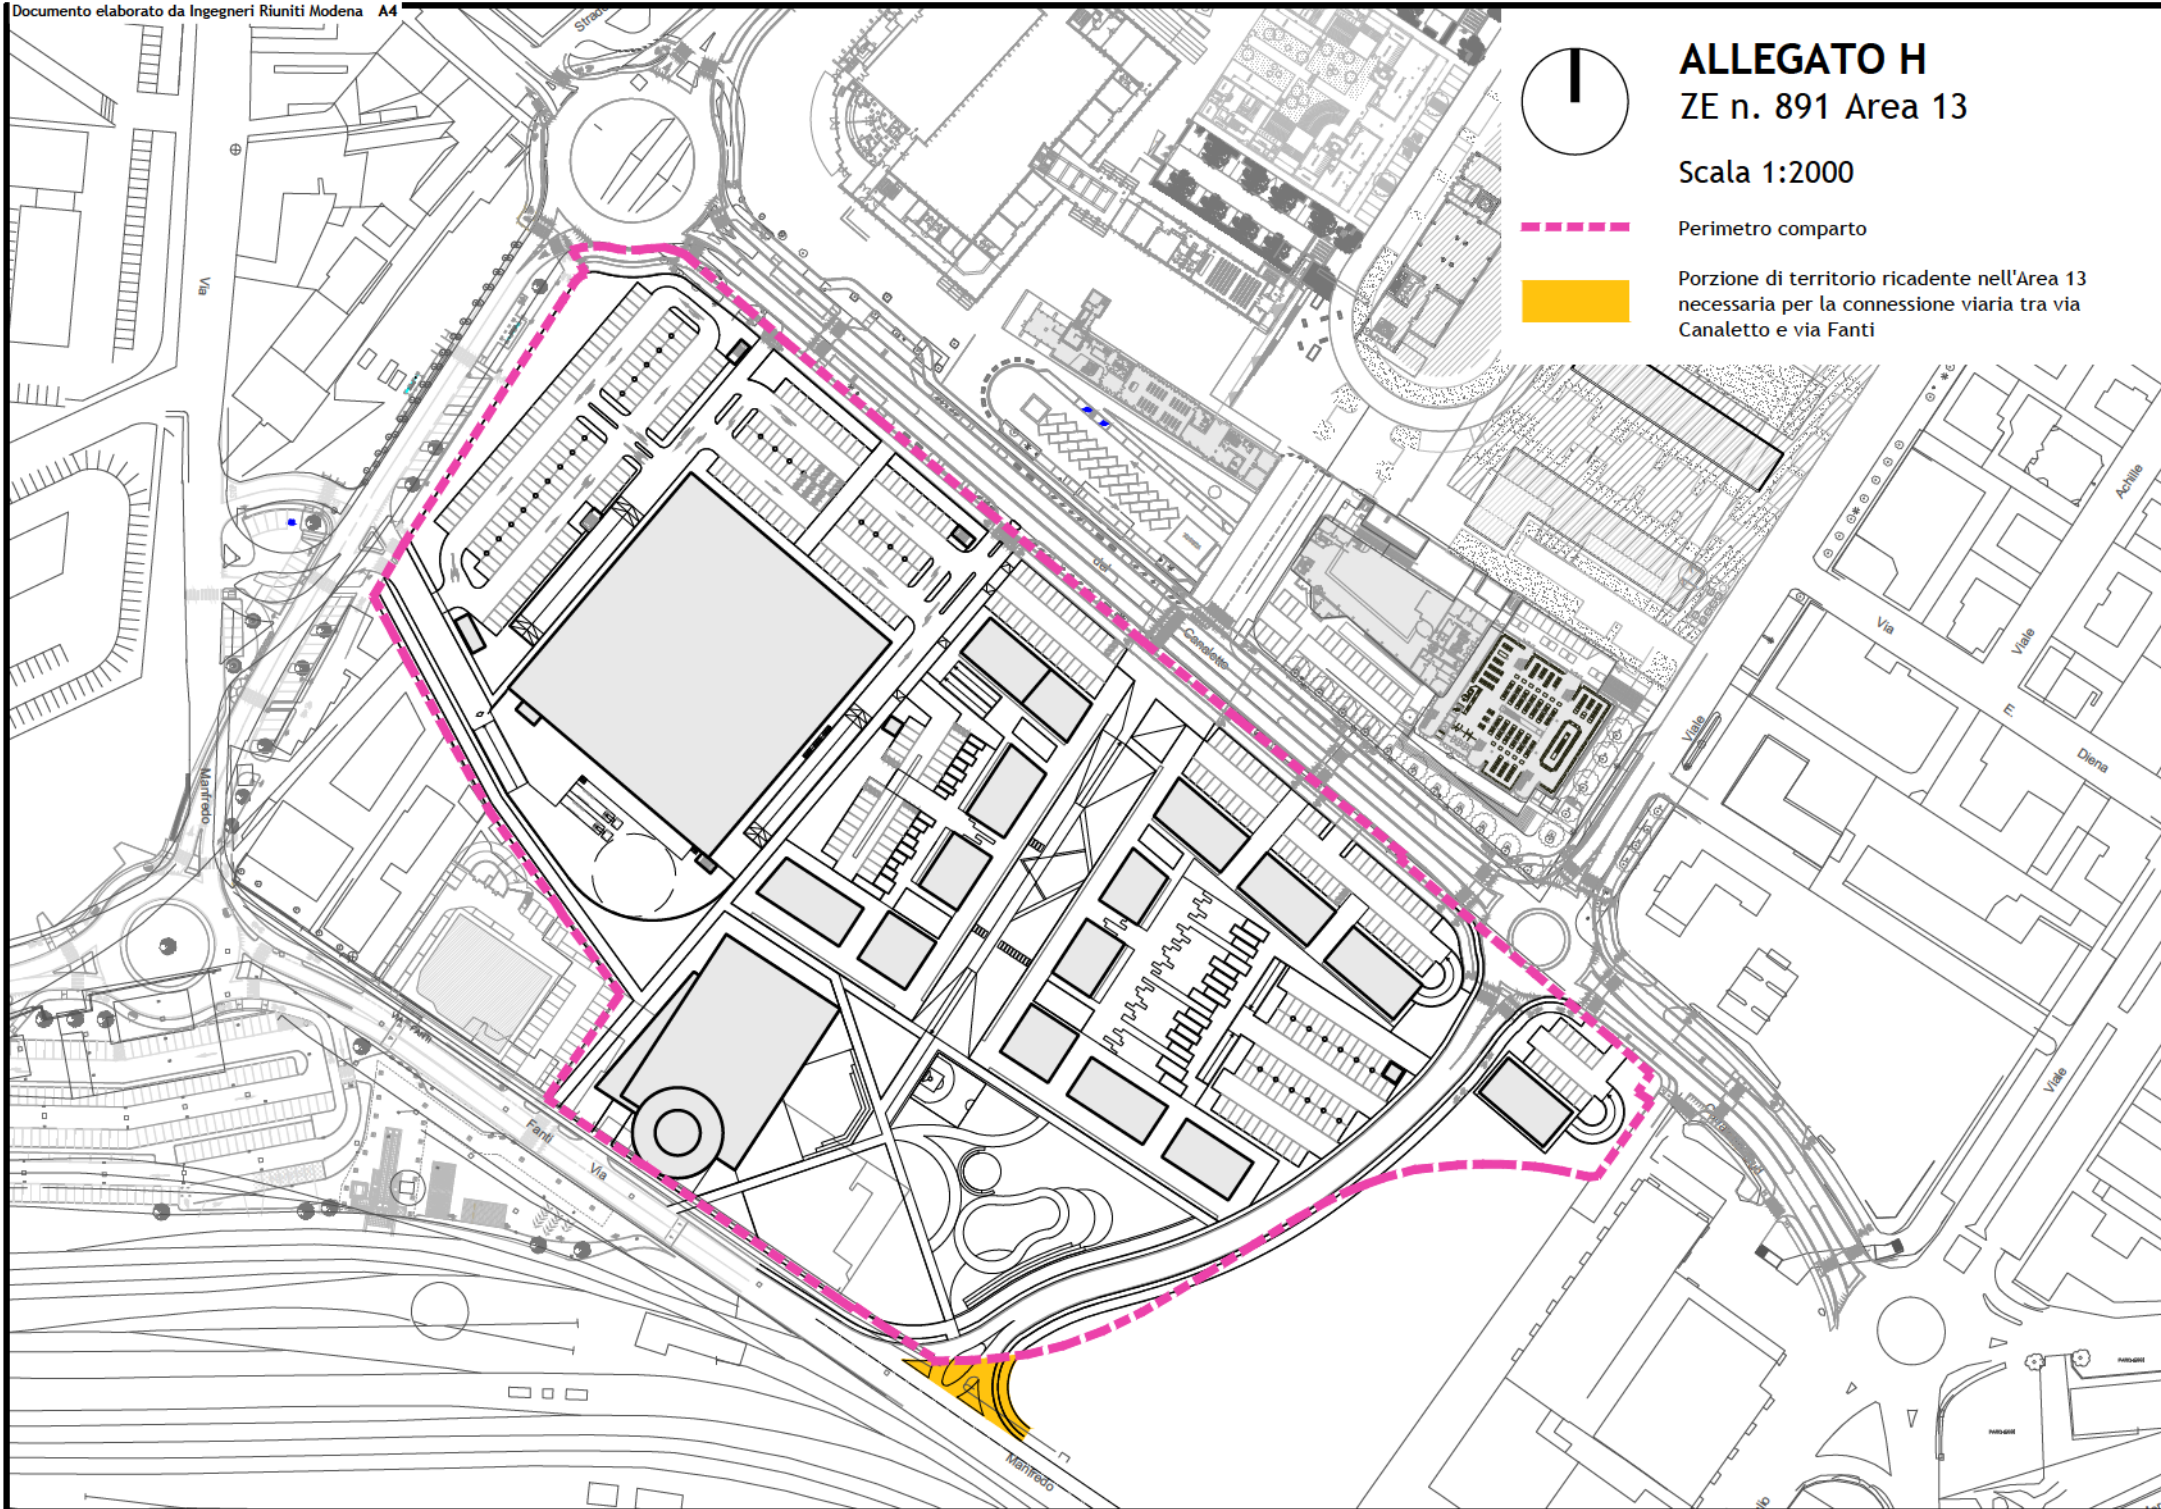 Documento elaborato da Ingegneri Riuniti Modena A4
ALLEGATO H
ZE n. 891 Area 13
Scala 1:2000
Perimetro comparto
Porzione di territorio ricadente nell'Area 13
necessaria per la connessione viaria tra via
Canaletto e via Fanti
Via
Achille
del
Via
Viale
Canaletto
E.
Viale
Diena
Manfredo
Viale
Fanti
Via
Manfredo